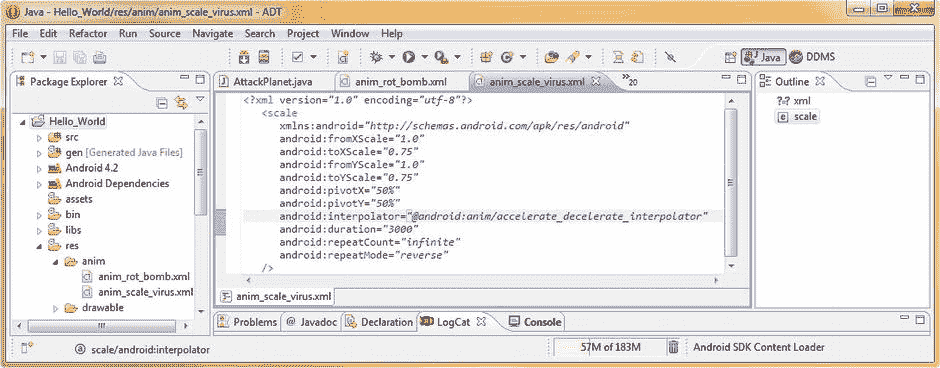 Java - Hello_World/res/anim/anim_scale_virus.xml - ADT
File Edit Refactor Run Source Navigate Search Project Window Help
Java DDMS
Package Explorer
AttackPlanet.java anim_rot_bomb.xml anim_scale_virus.xml »20
Outline
Hello_World
src
gen [Generated Java Files]
Android 4.2
Android Dependencies
assets
bin
libs
res
anim
anim_rot_bomb.xml
anim_scale_virus.xml
drawable
<?xml version="1.0" encoding="utf-8"?>
<scale
xmlns:android="http://schemas.android.com/apk/res/android"
android:fromXScale="1.0"
android:toXScale="0.75"
android:fromYScale="1.0"
android:toYScale="0.75"
android:pivotX="50%"
android:pivotY="50%"
android:interpolator="@android:anim/accelerate_decelerate_interpolator"
android:duration="3000"
android:repeatCount="infinite"
android:repeatMode="reverse"
/>
anim_scale_virus.xml
?-? xml
e scale
Problems @ Javadoc Declaration LogCat Console
scale/android:interpolator
57M of 183M
Android SDK Content Loader